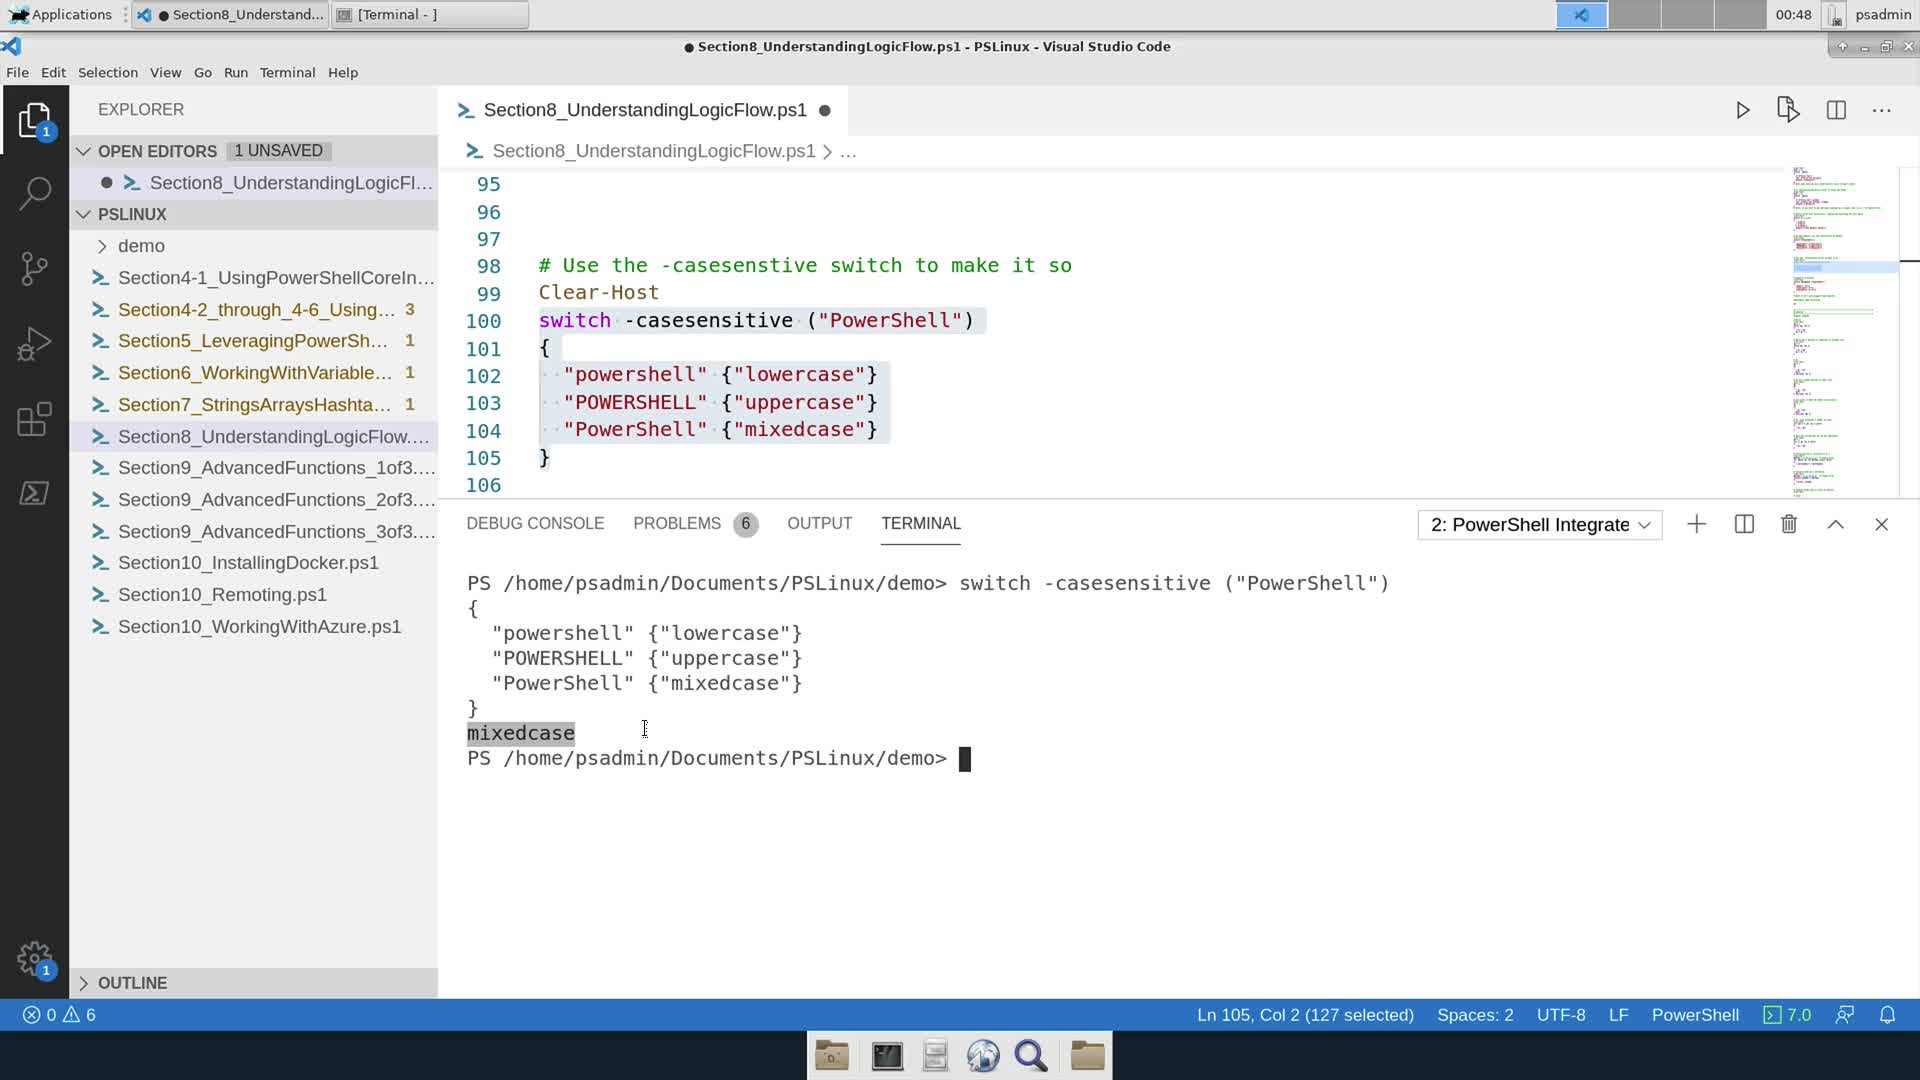 Applications
● Section8_Understand...
[Terminal - ]
00:48
psadmin
● Section8_UnderstandingLogicFlow.ps1 - PSLinux - Visual Studio Code
File Edit Selection View Go Run Terminal Help
EXPLORER
OPEN EDITORS 1 UNSAVED
Section8_UnderstandingLogicFl...
PSLINUX
demo
Section4-1_UsingPowerShellCoreIn...
Section4-2_through_4-6_Using... 3
Section5_LeveragingPowerSh... 1
Section6_WorkingWithVariable... 1
Section7_StringsArraysHashta... 1
Section8_UnderstandingLogicFlow....
Section9_AdvancedFunctions_1of3....
Section9_AdvancedFunctions_2of3....
Section9_AdvancedFunctions_3of3....
Section10_InstallingDocker.ps1
Section10_Remoting.ps1
Section10_WorkingWithAzure.ps1
OUTLINE
1
1
Section8_UnderstandingLogicFlow.ps1 ●
Section8_UnderstandingLogicFlow.ps1 > ...
95
96
97
98 # Use the -casesenstive switch to make it so
99 Clear-Host
100 switch -casesensitive ("PowerShell")
101 {
102 "powershell" {"lowercase"}
103 "POWERSHELL" {"uppercase"}
104 "PowerShell" {"mixedcase"}
105 }
106
DEBUG CONSOLE PROBLEMS 6 OUTPUT TERMINAL
2: PowerShell Integrate
PS /home/psadmin/Documents/PSLinux/demo> switch -casesensitive ("PowerShell")
{
"powershell" {"lowercase"}
"POWERSHELL" {"uppercase"}
"PowerShell" {"mixedcase"}
}
mixedcase
PS /home/psadmin/Documents/PSLinux/demo>
0 6
Ln 105, Col 2 (127 selected) Spaces: 2 UTF-8 LF PowerShell 7.0